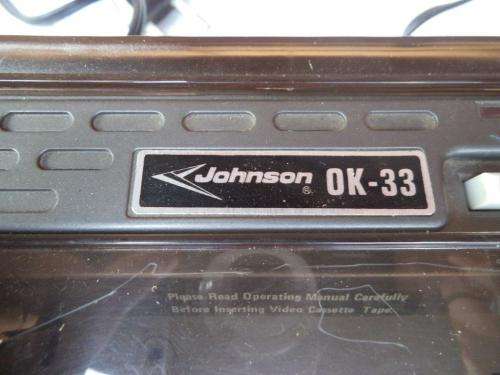 Johnson® OK-33
Please Read Operating Manual Carefully
Before Inserting Video Cassette Tape.